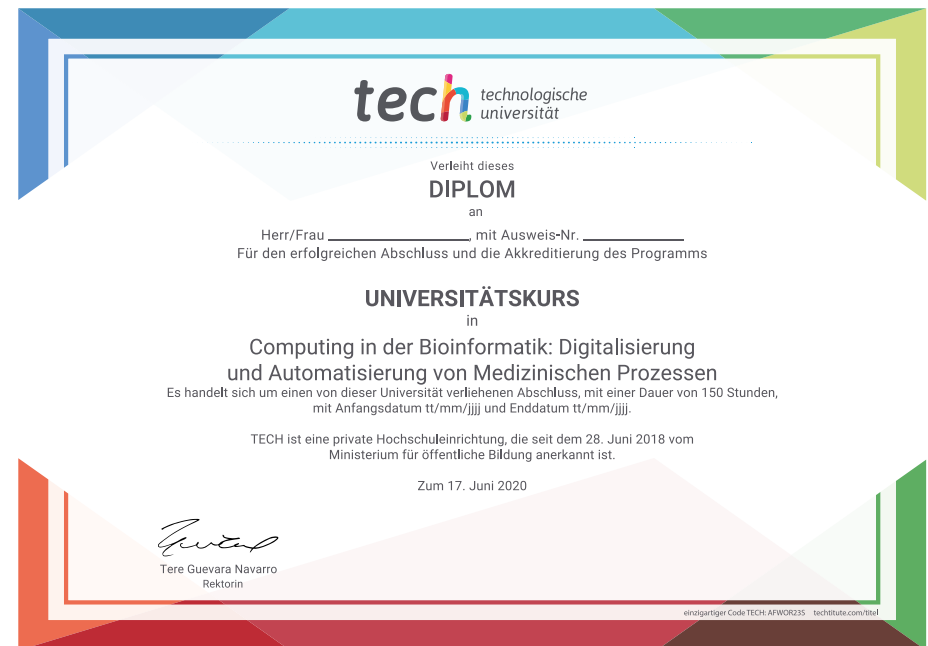 tech technologische
universität
Verleiht dieses
DIPLOM
an
Herr/Frau ____________________, mit Ausweis-Nr. ______________
Für den erfolgreichen Abschluss und die Akkreditierung des Programms
UNIVERSITÄTSKURS
in
Computing in der Bioinformatik: Digitalisierung
und Automatisierung von Medizinischen Prozessen
Es handelt sich um einen von dieser Universität verliehenen Abschluss, mit einer Dauer von 150 Stunden,
mit Anfangsdatum tt/mm/jjjj und Enddatum tt/mm/jjjj.
TECH ist eine private Hochschuleinrichtung, die seit dem 28. Juni 2018 vom
Ministerium für öffentliche Bildung anerkannt ist.
Zum 17. Juni 2020
Tere Guevara Navarro
Rektorin
einzigartiger Code TECH: AFWOR23S techtitute.com/titel